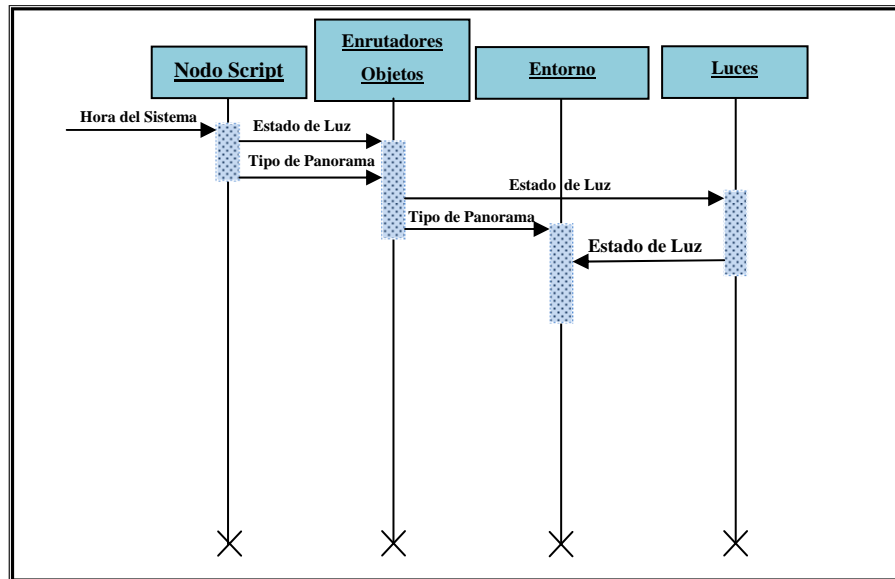 Nodo Script
Enrutadores
Objetos
Entorno
Luces
Hora del Sistema
Estado de Luz
Tipo de Panorama
Estado de Luz
Tipo de Panorama
Estado de Luz